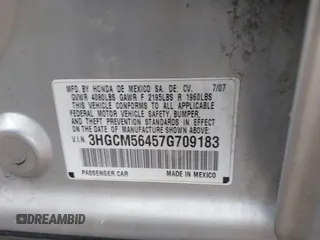 MFD. BY HONDA DE MEXICO SA. DE CV. 7/07
GVWR 4080LBS GAWR F 2195LBS R 1960LBS
THIS VEHICLE CONFORMS TO ALL APPLICABLE
FEDERAL MOTOR VEHICLE SAFETY, BUMPER,
AND THEFT PREVENTION STANDARDS IN EFFECT
ON THE DATE OF MANUFACTURE SHOWN ABOVE.
V.I.N. 3HGCM56457G709183
PASSENGER CAR MADE IN MEXICO
DREAMBID